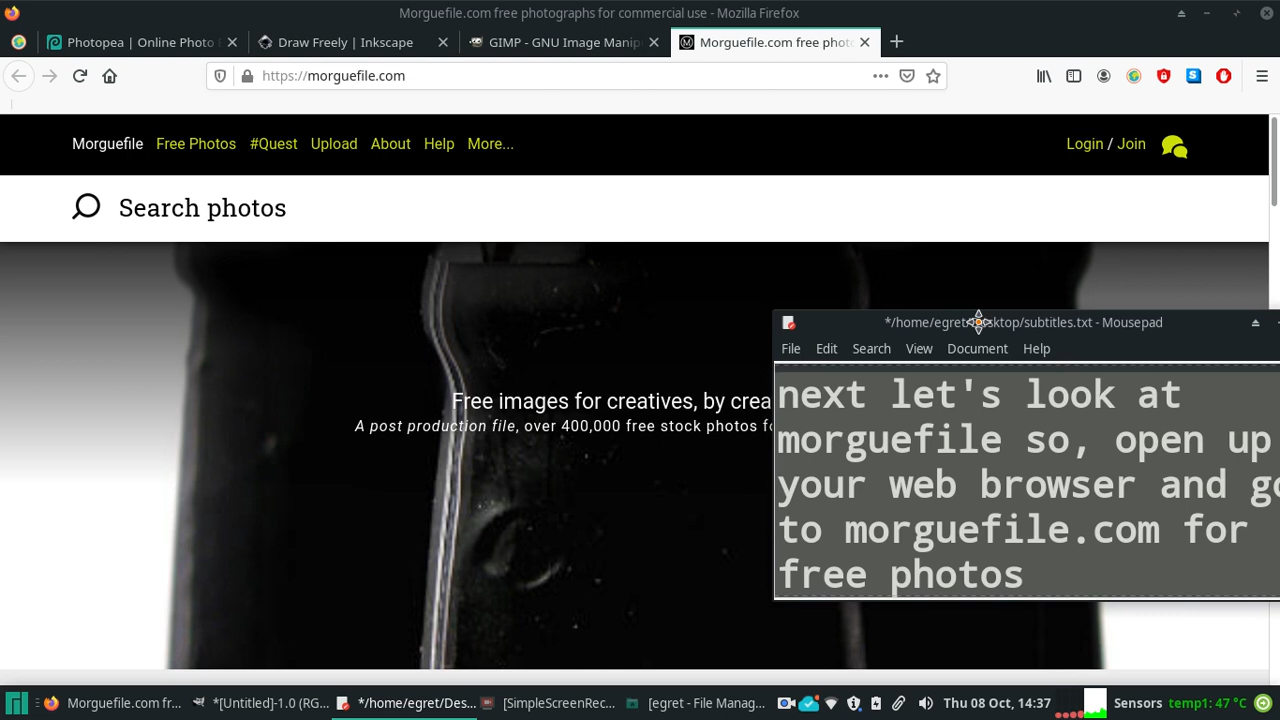 Morguefile.com free photographs for commercial use - Mozilla Firefox
Photopea | Online Photo
Draw Freely | Inkscape
GIMP - GNU Image Manip
Morguefile.com free phot
https://morguefile.com
Morguefile Free Photos #Quest Upload About Help More...
Login / Join
Search photos
Free images for creatives, by crea
A post production file, over 400,000 free stock photos fo
*/home/egret/Desktop/subtitles.txt - Mousepad
File Edit Search View Document Help
next let's look at
morguefile so, open up
your web browser and go
to morguefile.com for
free photos
Morguefile.com fr...
*[Untitled]-1.0 (RG...
*/home/egret/Des...
[SimpleScreenRec...
[egret - File Manag...
Thu 08 Oct, 14:37
Sensors temp1: 47 °C